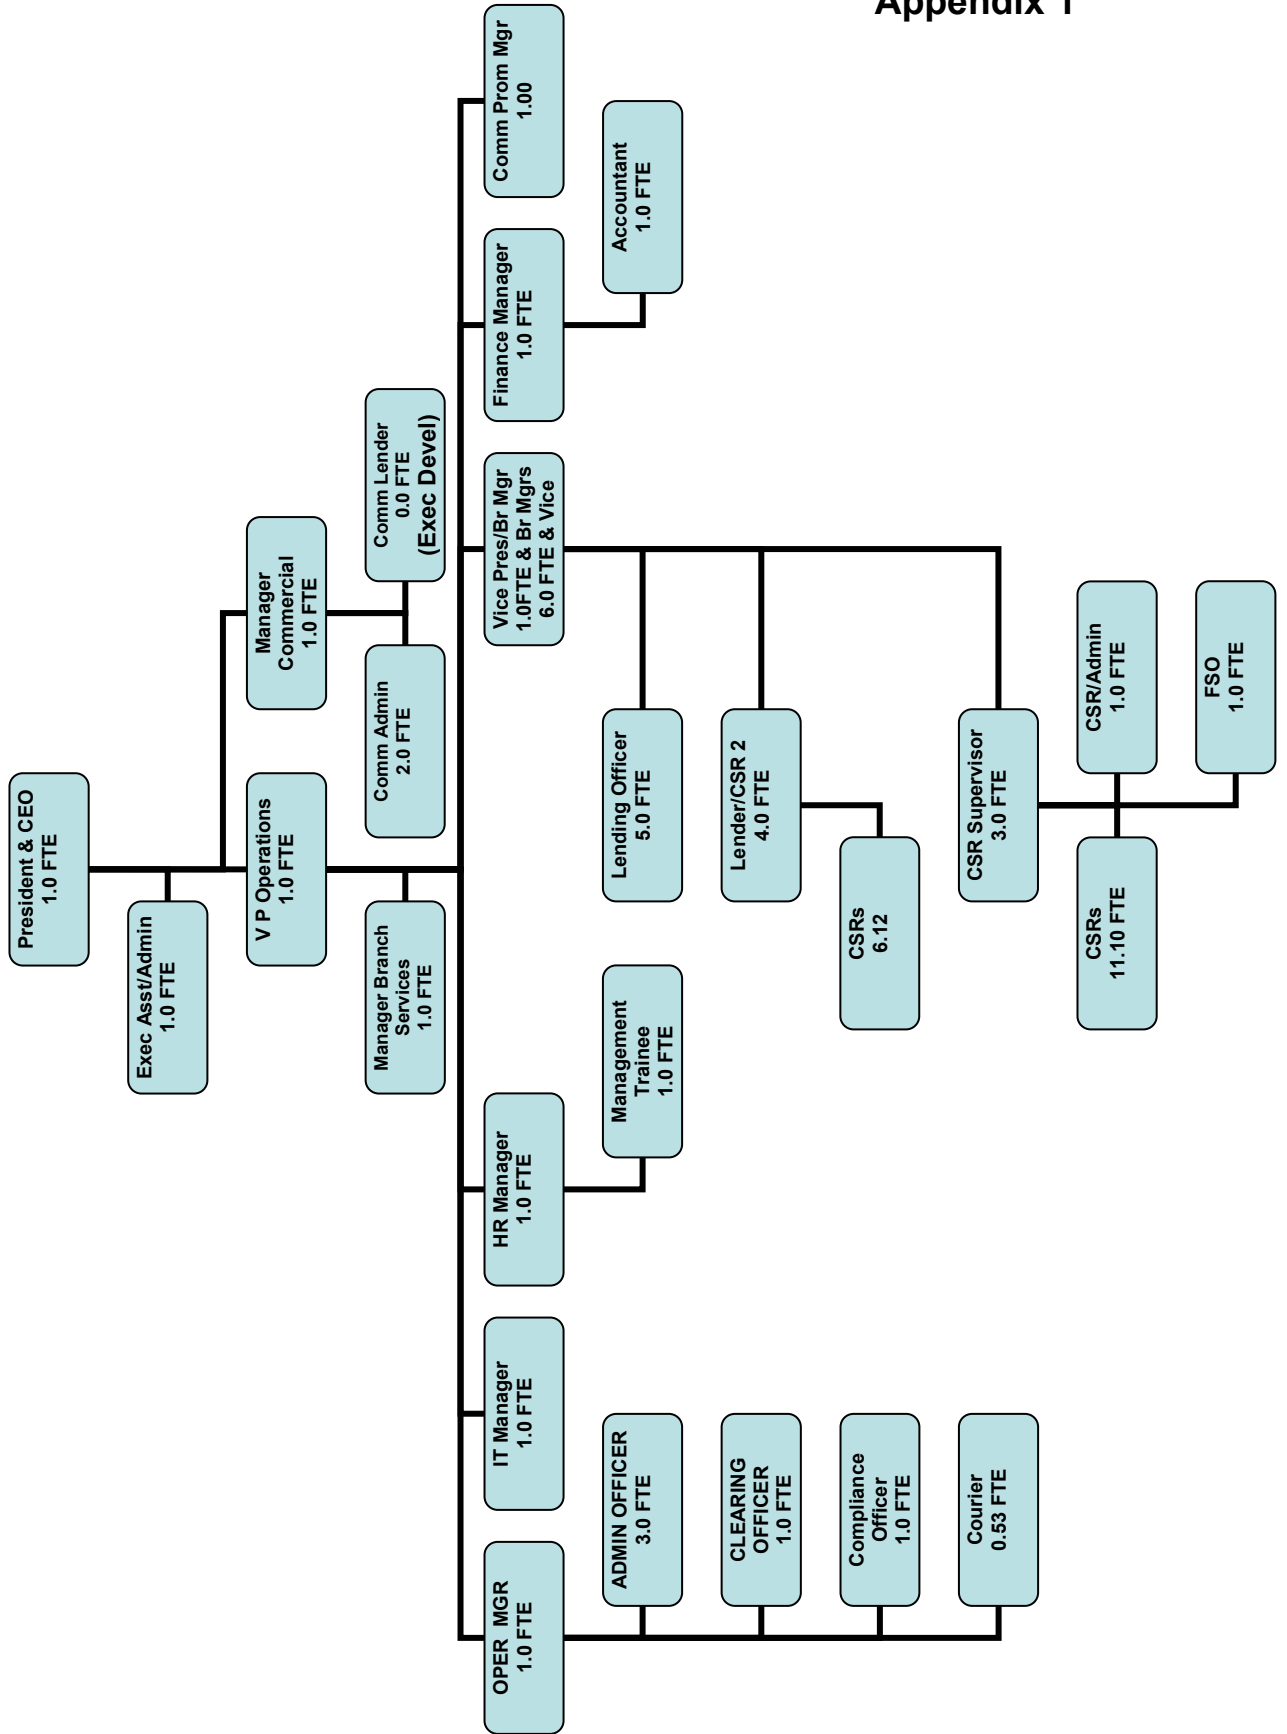 Appendix 1
President & CEO
1.0 FTE
Exec Asst/Admin
1.0 FTE
V P Operations
1.0 FTE
Manager
Commercial
1.0 FTE
Manager Branch
Services
1.0 FTE
Comm Admin
2.0 FTE
Comm Lender
0.0 FTE
(Exec Devel)
OPER MGR
1.0 FTE
IT Manager
1.0 FTE
HR Manager
1.0 FTE
Vice Pres/Br Mgr
1.0FTE & Br Mgrs
6.0 FTE & Vice
Finance Manager
1.0 FTE
Comm Prom Mgr
1.00
ADMIN OFFICER
3.0 FTE
CLEARING
OFFICER
1.0 FTE
Compliance
Officer
1.0 FTE
Courier
0.53 FTE
Management
Trainee
1.0 FTE
Lending Officer
5.0 FTE
Lender/CSR 2
4.0 FTE
CSRs
6.12
CSR Supervisor
3.0 FTE
CSRs
11.10 FTE
CSR/Admin
1.0 FTE
FSO
1.0 FTE
Accountant
1.0 FTE